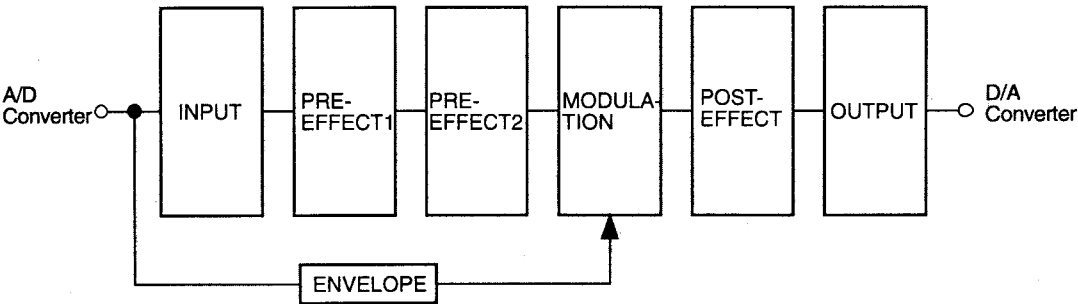 A/D
Converter
INPUT
PRE-
EFFECT1
PRE-
EFFECT2
MODULA-
TION
POST-
EFFECT
OUTPUT
D/A
Converter
ENVELOPE